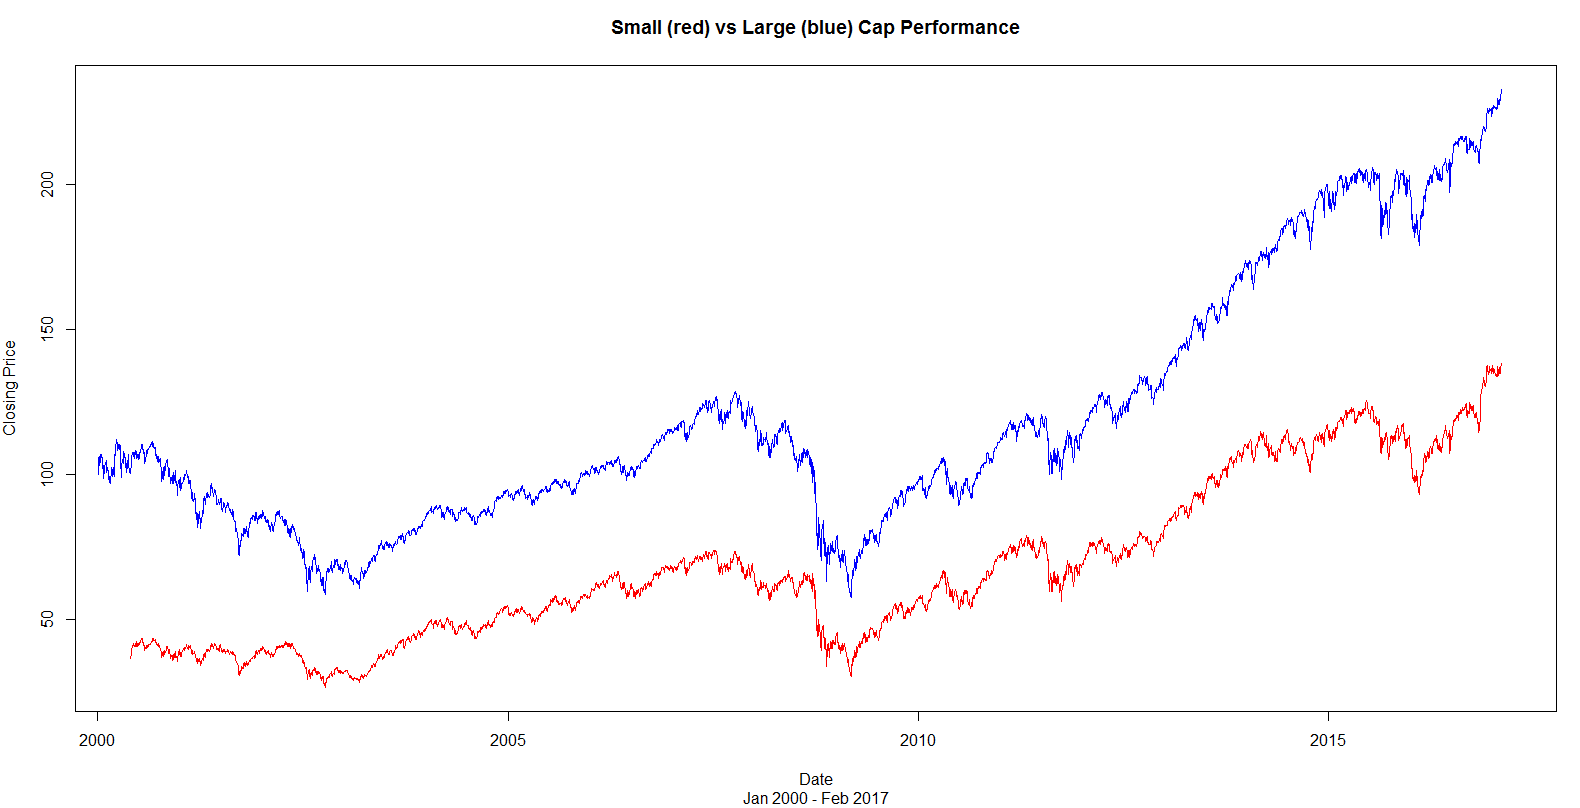 Small (red) vs Large (blue) Cap Performance
Closing Price
200
150
100
50
2000
2005
2010
2015
Date
Jan 2000 - Feb 2017